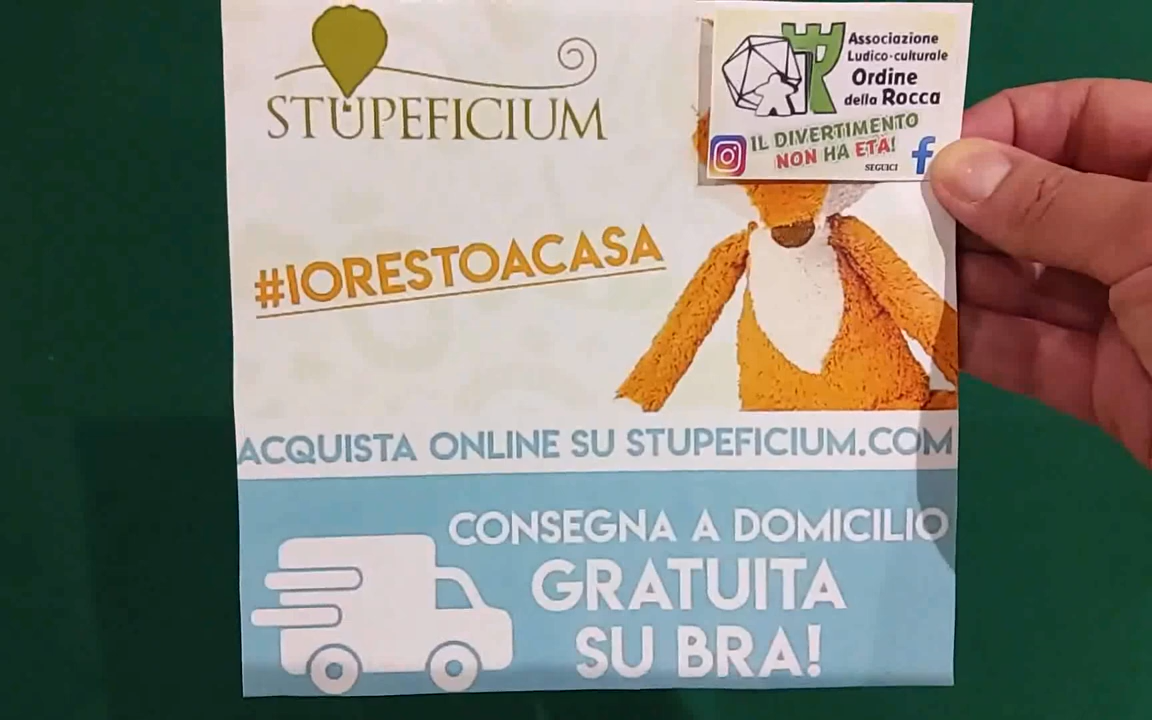 STUPEFICIUM
Associazione
Ludico-culturale
Ordine
della Rocca
IL DIVERTIMENTO
NON HA ETÀ!
SEGUICI
#IORESTOACASA
ACQUISTA ONLINE SU STUPEFICIUM.COM
CONSEGNA A DOMICILIO
GRATUITA
SU BRA!